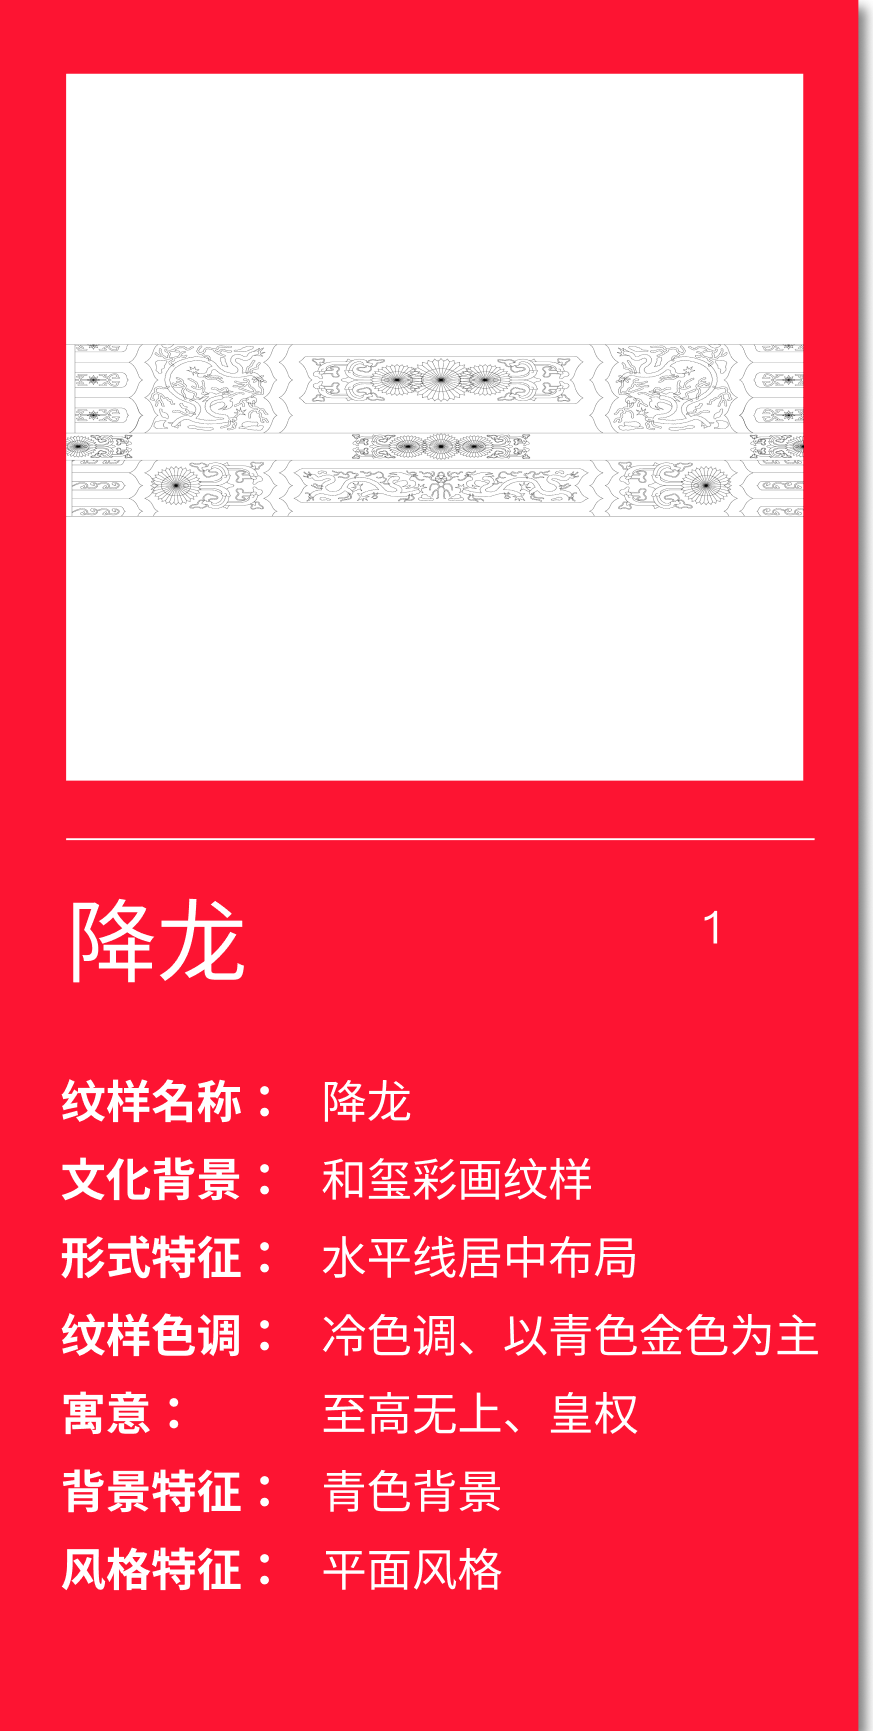 降龙
1
纹样名称： 降龙
文化背景： 和玺彩画纹样
形式特征： 水平线居中布局
纹样色调： 冷色调、以青色金色为主
寓意： 至高无上、皇权
背景特征： 青色背景
风格特征： 平面风格